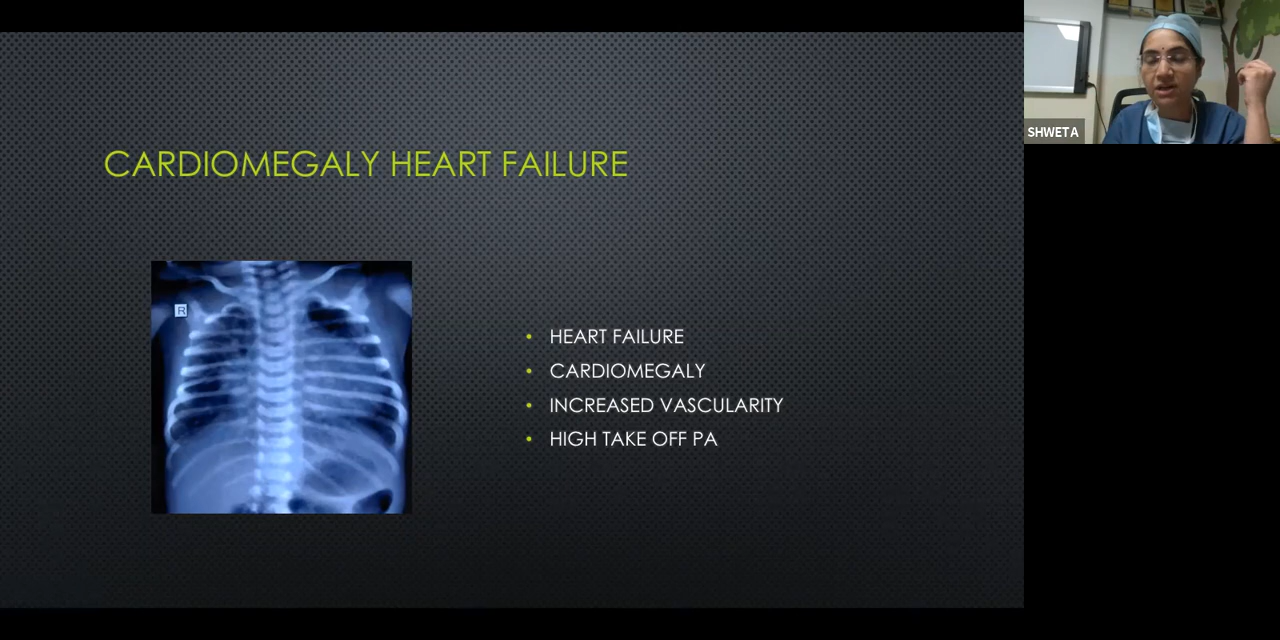 CARDIOMEGALY HEART FAILURE
R
HEART FAILURE
CARDIOMEGALY
INCREASED VASCULARITY
HIGH TAKE OFF PA
SHWETA